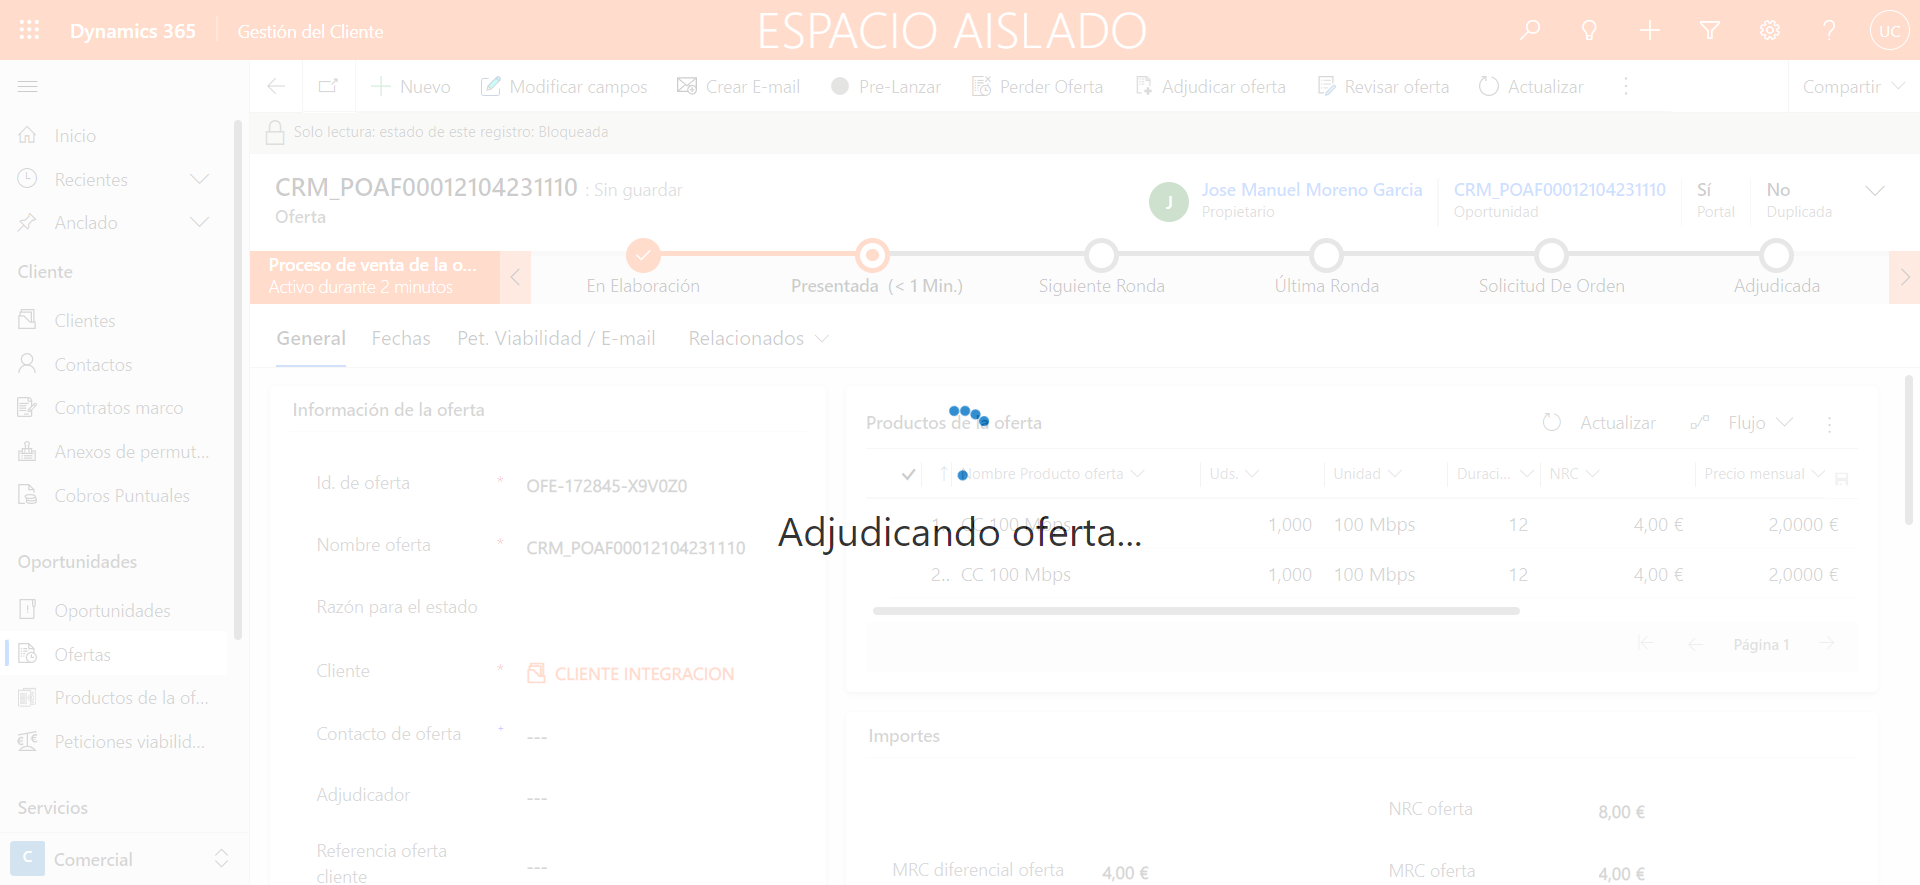 Dynamics 365
Gestión del Cliente
ESPACIO AISLADO
UC
Nuevo
Modificar campos
Crear E-mail
Pre-Lanzar
Perder Oferta
Adjudicar oferta
Revisar oferta
Actualizar
Compartir
Solo lectura: estado de este registro: Bloqueada
Inicio
Recientes
Anclado
Cliente
Clientes
Contactos
Contratos marco
Anexos de permut...
Cobros Puntuales
Oportunidades
Oportunidades
Ofertas
Productos de la of...
Peticiones viabilid...
Servicios
C
Comercial
CRM_POAF00012104231110 : Sin guardar
Oferta
J
Jose Manuel Moreno Garcia
Propietario
CRM_POAF00012104231110
Oportunidad
Sí
Portal
No
Duplicada
Proceso de venta de la o...
Activo durante 2 minutos
En Elaboración
Presentada (< 1 Min.)
Siguiente Ronda
Última Ronda
Solicitud De Orden
Adjudicada
General
Fechas
Pet. Viabilidad / E-mail
Relacionados
Información de la oferta
Id. de oferta * OFE-172845-X9V0Z0
Nombre oferta * CRM_POAF00012104231110
Razón para el estado
Cliente * CLIENTE INTEGRACION
Contacto de oferta + ---
Adjudicador ---
Referencia oferta
cliente ---
Productos de la oferta
Actualizar
Flujo
Nombre Producto oferta Uds. Unidad Duraci... NRC Precio mensual
1.. CC 100 Mbps 1,000 100 Mbps 12 4,00 € 2,0000 €
Adjudicando oferta...
2.. CC 100 Mbps 1,000 100 Mbps 12 4,00 € 2,0000 €
Página 1
Importes
NRC oferta 8,00 €
MRC diferencial oferta 4,00 €
MRC oferta 4,00 €